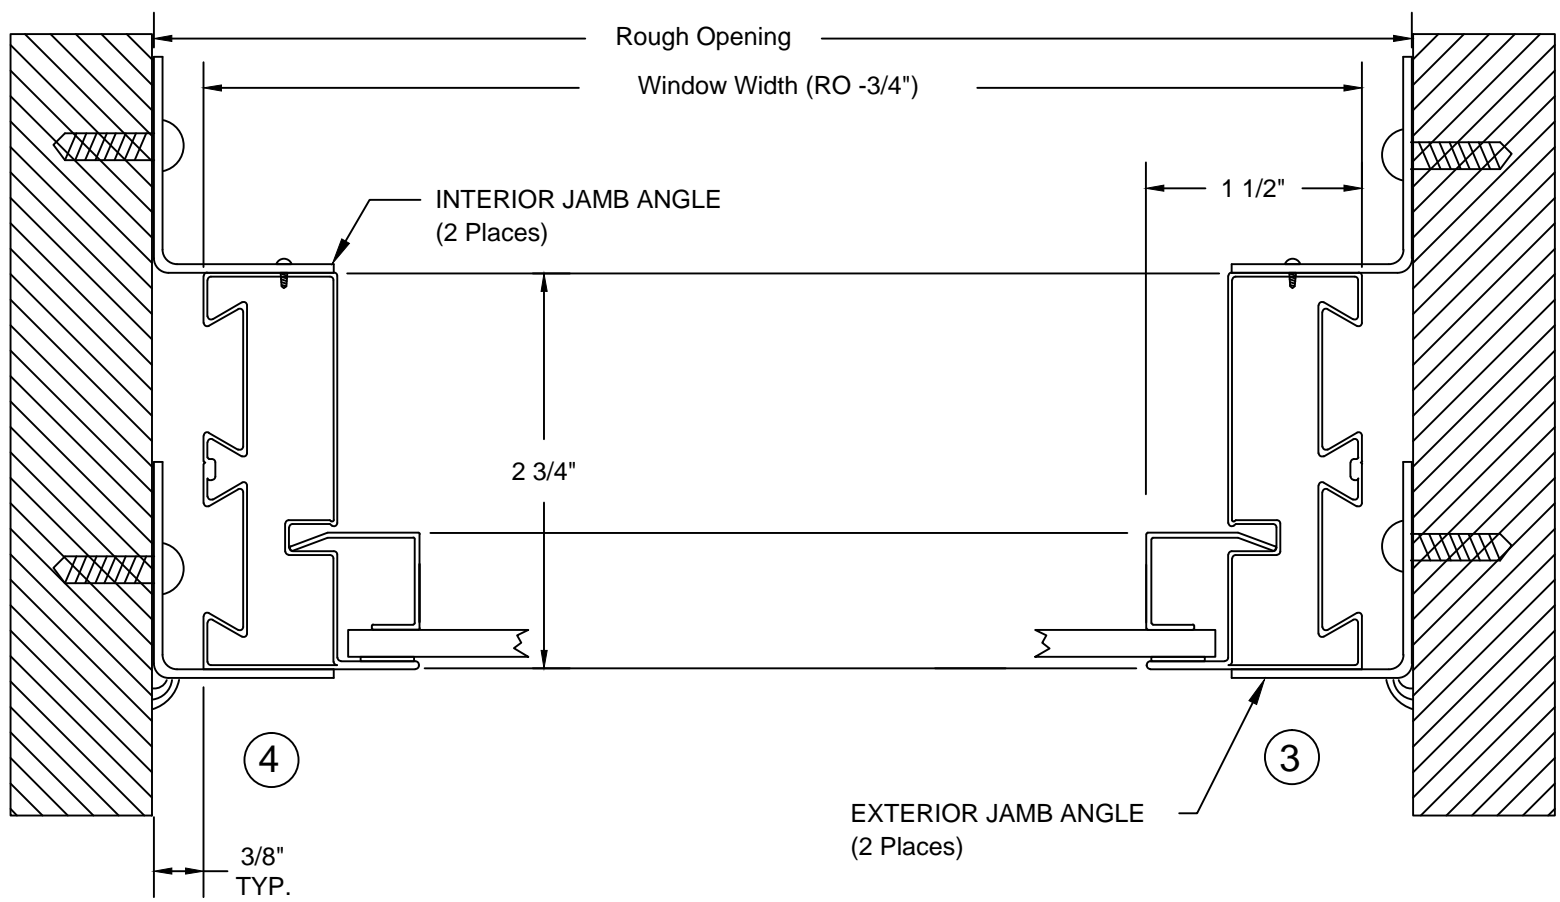 Rough Opening
Window Width (RO -3/4")
1 1/2"
INTERIOR JAMB ANGLE
(2 Places)
2 3/4"
4
3
EXTERIOR JAMB ANGLE
(2 Places)
3/8"
TYP.